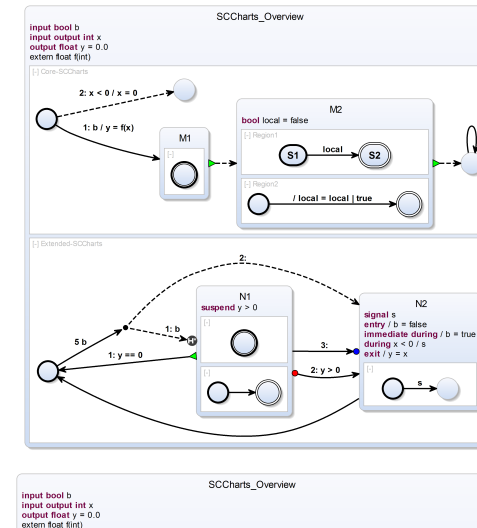 SCCharts_Overview
input bool b
input output int x
output float y = 0.0
extern float f(int)
[-] Core-SCCharts
2: x < 0 / x = 0
1: b / y = f(x)
M1
[-]
M2
bool local = false
[-] Region1
S1
local
S2
[-] Region2
/ local = local | true
[-] Extended-SCCharts
2:
5 b
1: b
H*
1: y == 0
N1
suspend y > 0
[-]
[-]
3:
2: y > 0
N2
signal s
entry / b = false
immediate during / b = true
during x < 0 / s
exit / y = x
[-]
s
SCCharts_Overview
input bool b
input output int x
output float y = 0.0
extern float f(int)